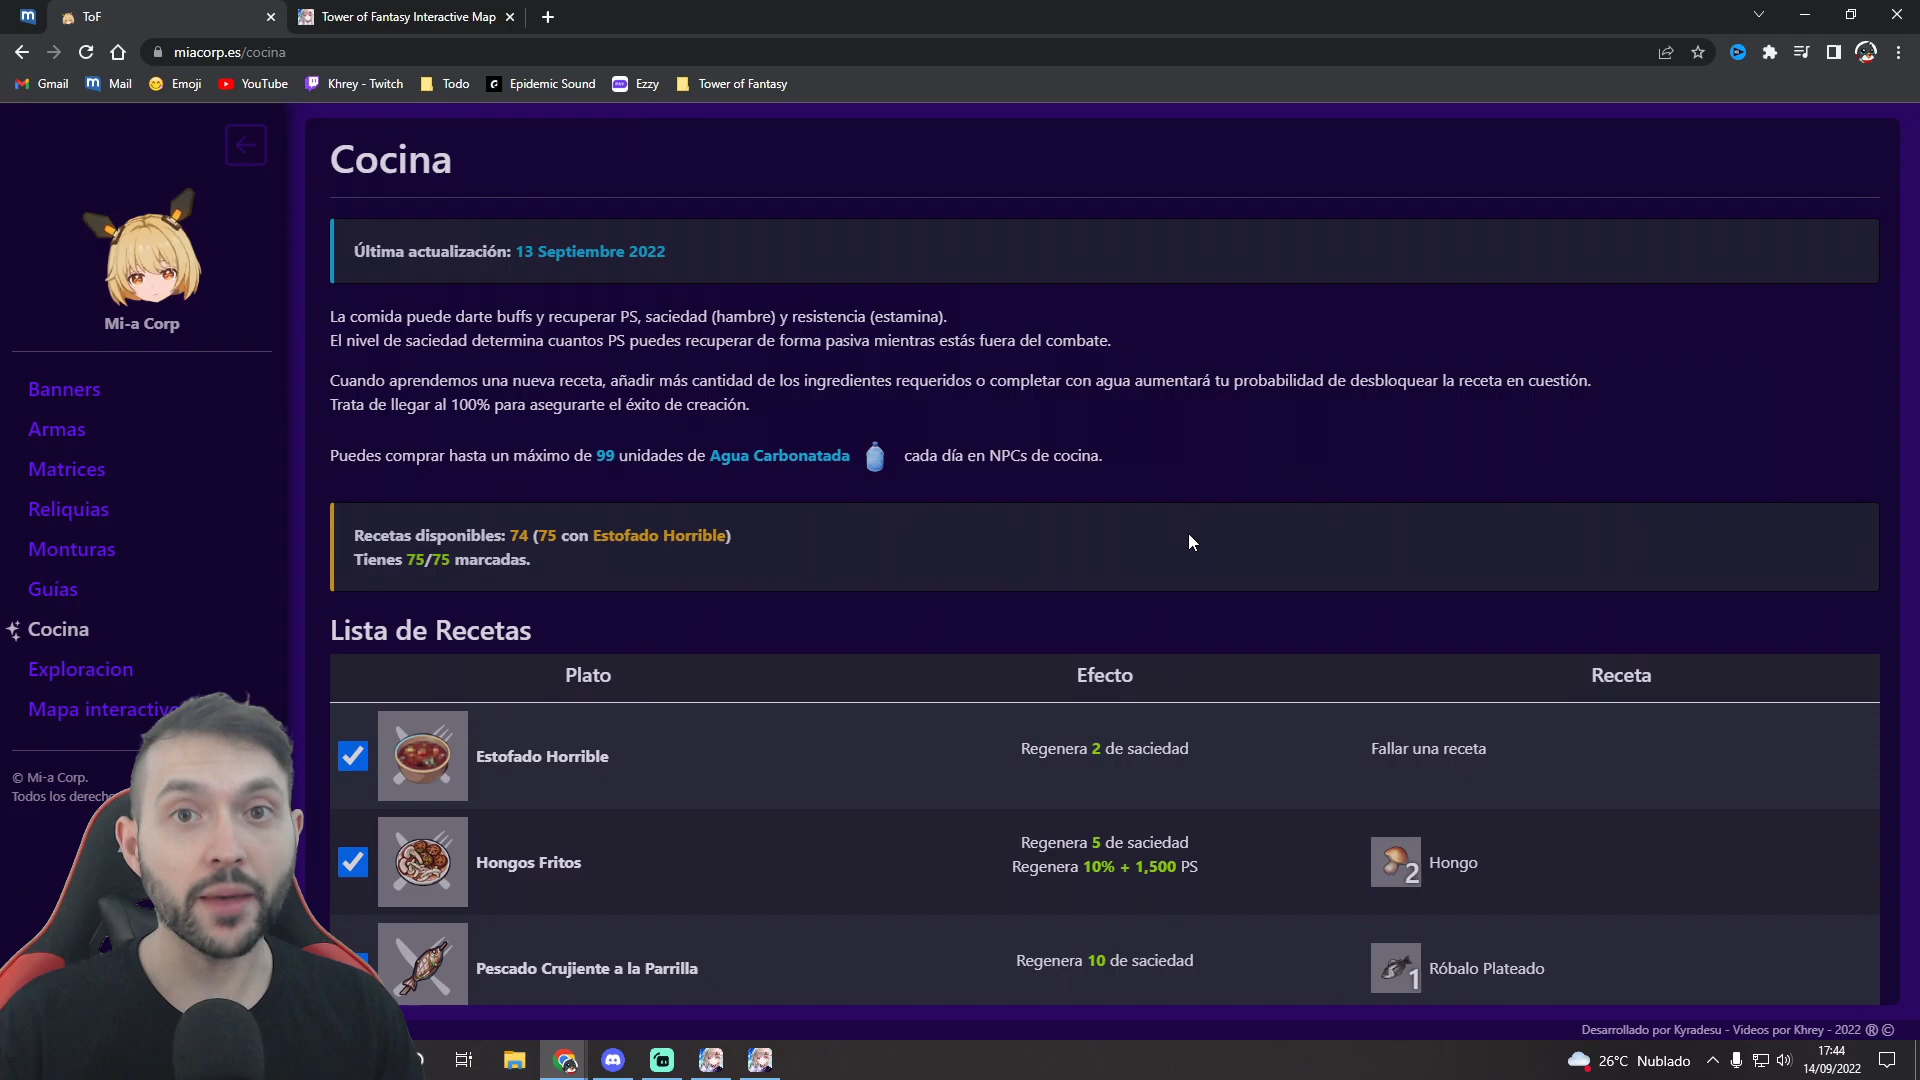 ToF
Tower of Fantasy Interactive Map
miacorp.es/cocina
Gmail
Mail
Emoji
YouTube
Khrey - Twitch
Todo
Epidemic Sound
Ezzy
Tower of Fantasy
Mi-a Corp
Banners
Armas
Matrices
Reliquias
Monturas
Guías
Cocina
Exploracion
Mapa interactivo
© Mi-a Corp.
Todos los
Cocina
Última actualización: 13 Septiembre 2022
La comida puede darte buffs y recuperar PS, saciedad (hambre) y resistencia (estamina).
El nivel de saciedad determina cuantos PS puedes recuperar de forma pasiva mientras estás fuera del combate.
Cuando aprendemos una nueva receta, añadir más cantidad de los ingredientes requeridos o completar con agua aumentará tu probabilidad de desbloquear la receta en cuestión.
Trata de llegar al 100% para asegurarte el éxito de creación.
Puedes comprar hasta un máximo de 99 unidades de Agua Carbonatada cada día en NPCs de cocina.
Recetas disponibles: 74 (75 con Estofado Horrible)
Tienes 75/75 marcadas.
Lista de Recetas
Plato Efecto Receta
Estofado Horrible Regenera 2 de saciedad Fallar una receta
Hongos Fritos Regenera 5 de saciedad
Regenera 10% + 1,500 PS
2 Hongo
Pescado Crujiente a la Parrilla Regenera 10 de saciedad 1 Róbalo Plateado
Desarrollado por Kyradesu - Videos por Khrey - 2022 ® ©
26°C Nublado
17:44
14/09/2022